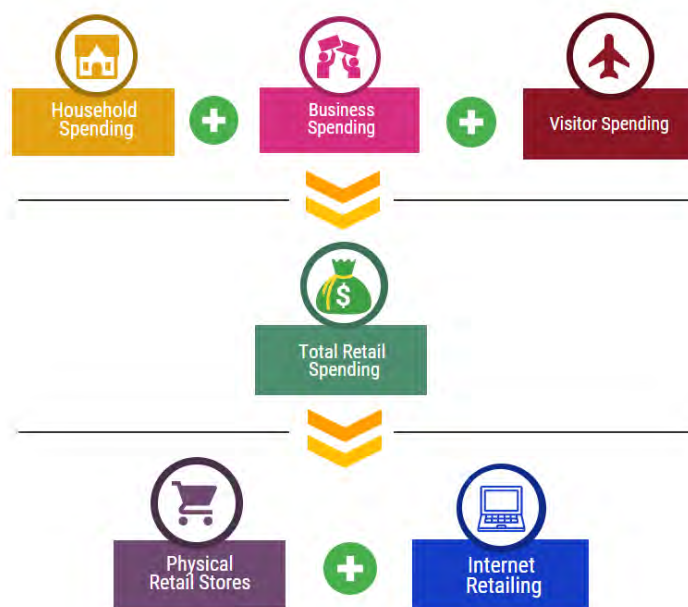 Household
Spending
Business
Spending
Visitor Spending
$
Total Retail
Spending
Physical
Retail Stores
Internet
Retailing